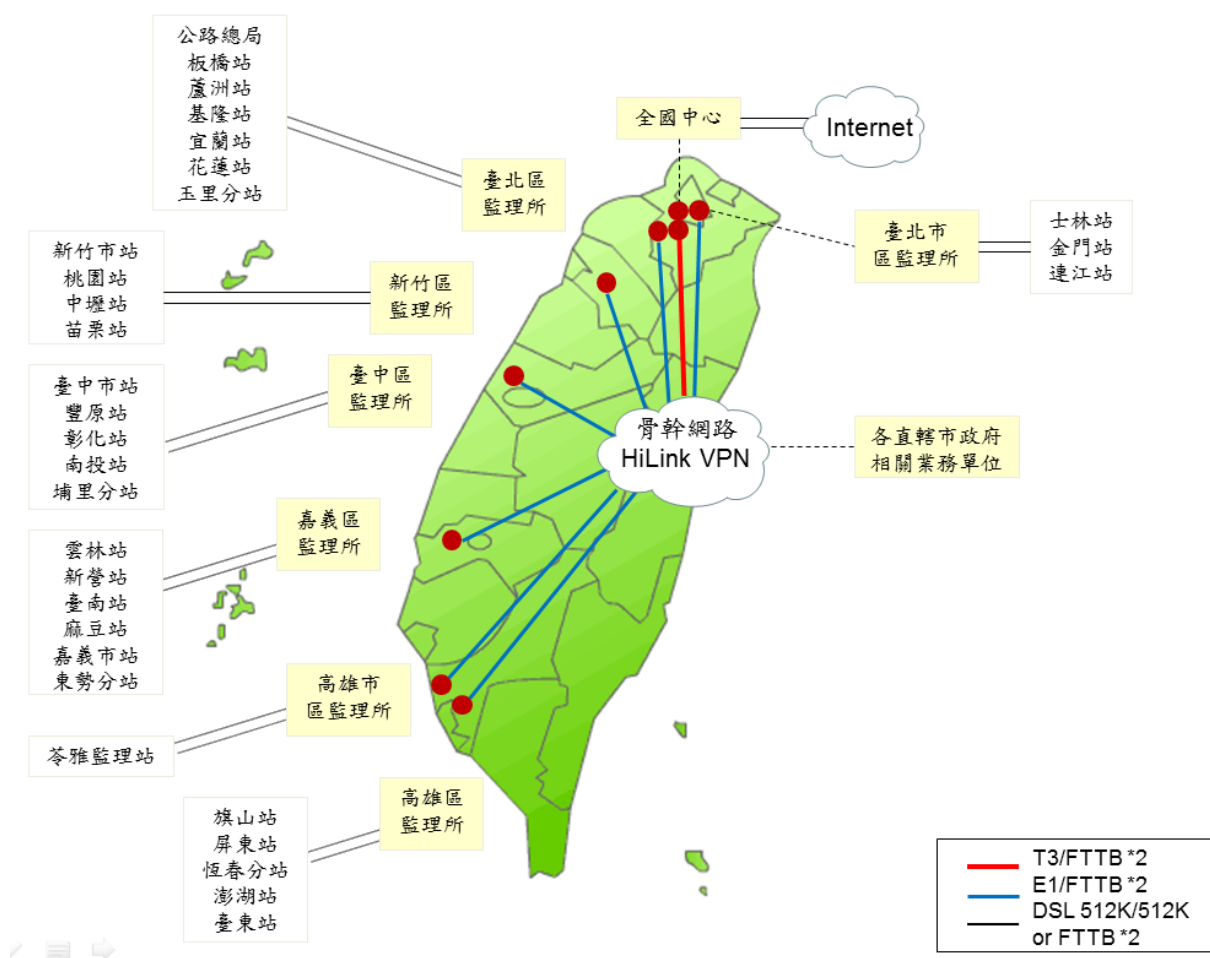 公路總局
板橋站
蘆洲站
基隆站
宜蘭站
花蓮站
玉里分站
臺北區
監理所
全國中心
Internet
臺北市
區監理所
士林站
金門站
連江站
新竹市站
桃園站
中壢站
苗栗站
新竹區
監理所
臺中市站
豐原站
彰化站
南投站
埔里分站
臺中區
監理所
骨幹網路
HiLink VPN
各直轄市政府
相關業務單位
雲林站
新營站
臺南站
麻豆站
嘉義市站
東勢分站
嘉義區
監理所
苓雅監理站
高雄市
區監理所
旗山站
屏東站
恆春分站
澎湖站
臺東站
高雄區
監理所
T3/FTTB *2
E1/FTTB *2
DSL 512K/512K
or FTTB *2